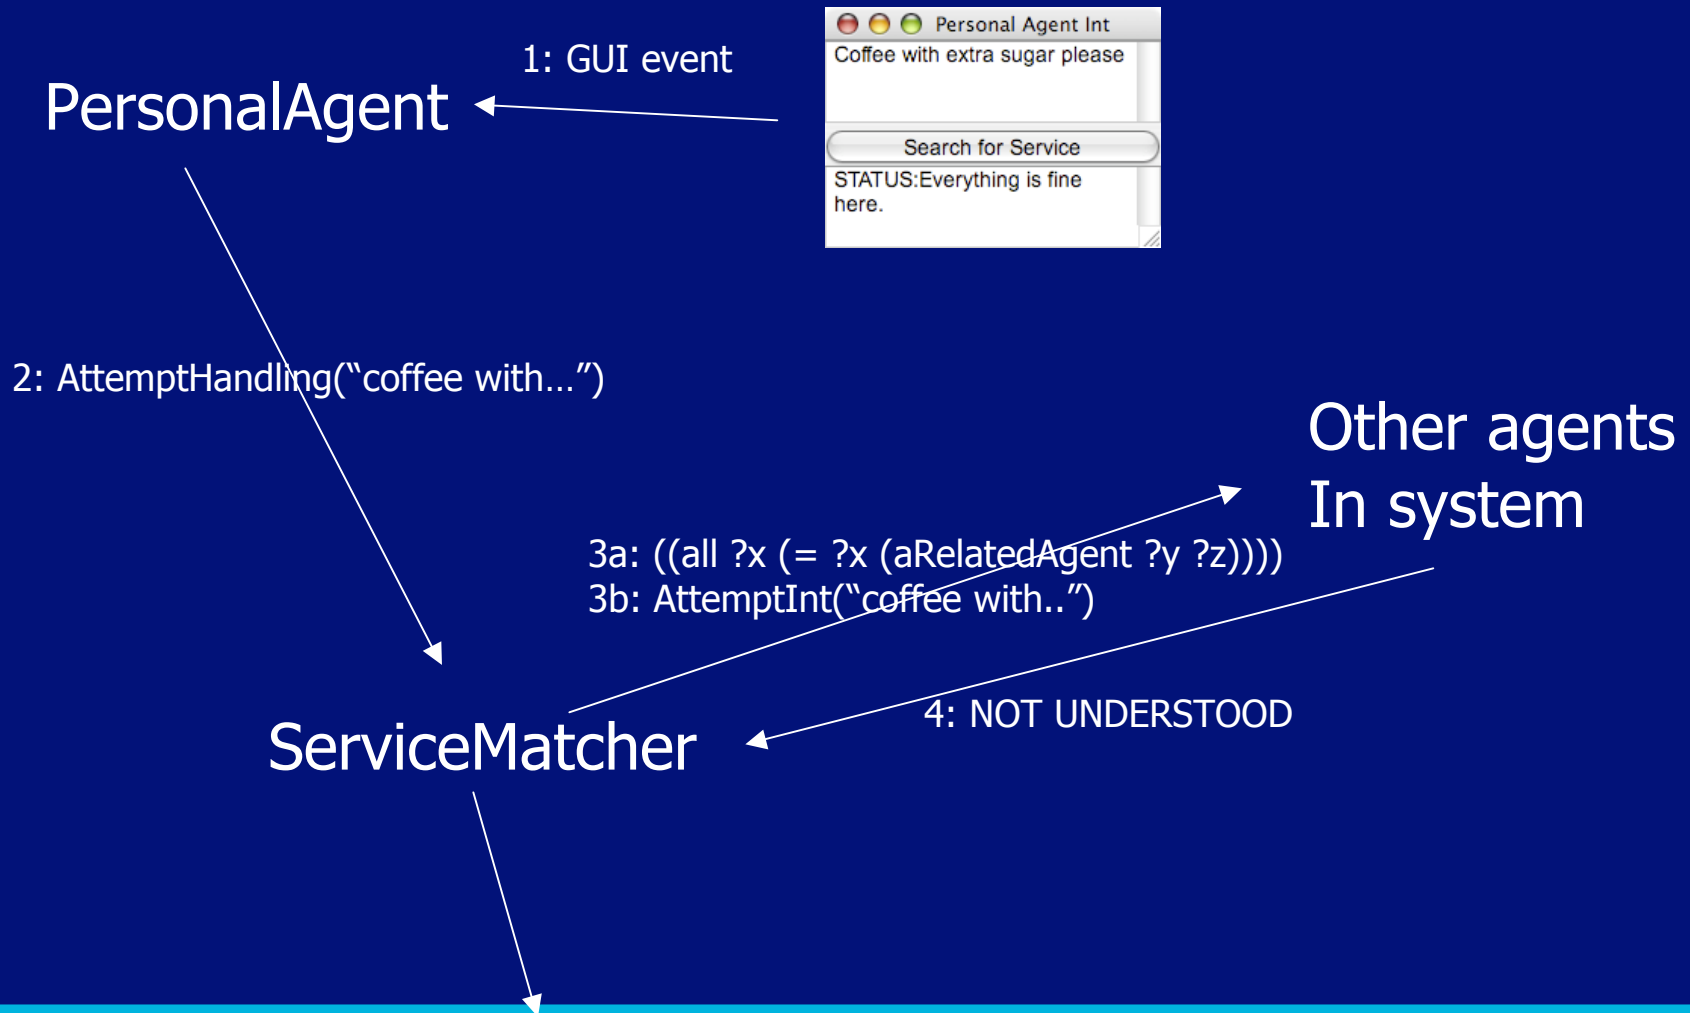 Personal Agent Int
Coffee with extra sugar please
Search for Service
STATUS:Everything is fine
here.
1: GUI event
PersonalAgent
2: AttemptHandling(“coffee with…”)
Other agents
In system
3a: ((all ?x (= ?x (aRelatedAgent ?y ?z))))
3b: AttemptInt(“coffee with..”)
4: NOT UNDERSTOOD
ServiceMatcher